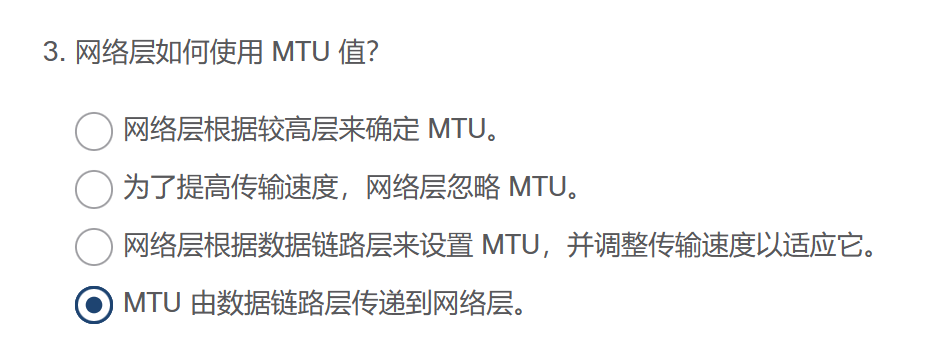 3. 网络层如何使用 MTU 值？
网络层根据较高层来确定 MTU。
为了提高传输速度，网络层忽略 MTU。
网络层根据数据链路层来设置 MTU，并调整传输速度以适应它。
MTU 由数据链路层传递到网络层。